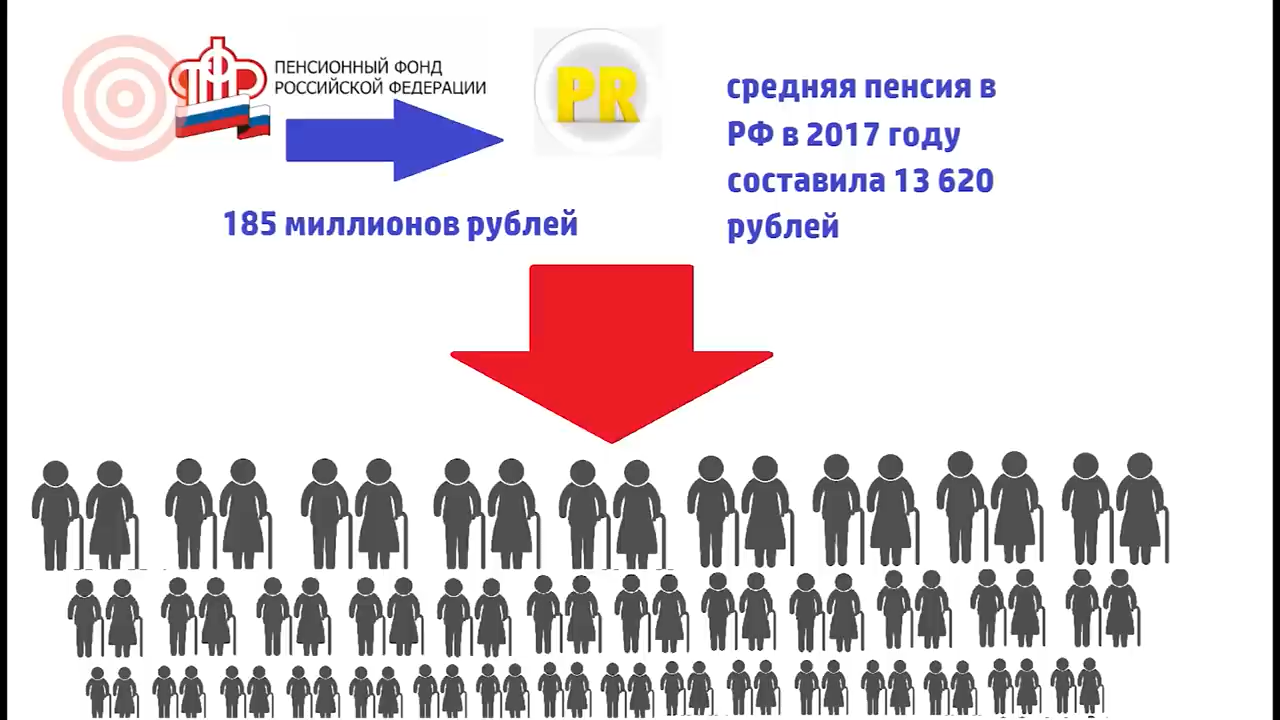 ПЕНСИОННЫЙ ФОНД
РОССИЙСКОЙ ФЕДЕРАЦИИ
PR
185 миллионов рублей
средняя пенсия в
РФ в 2017 году
составила 13 620
рублей